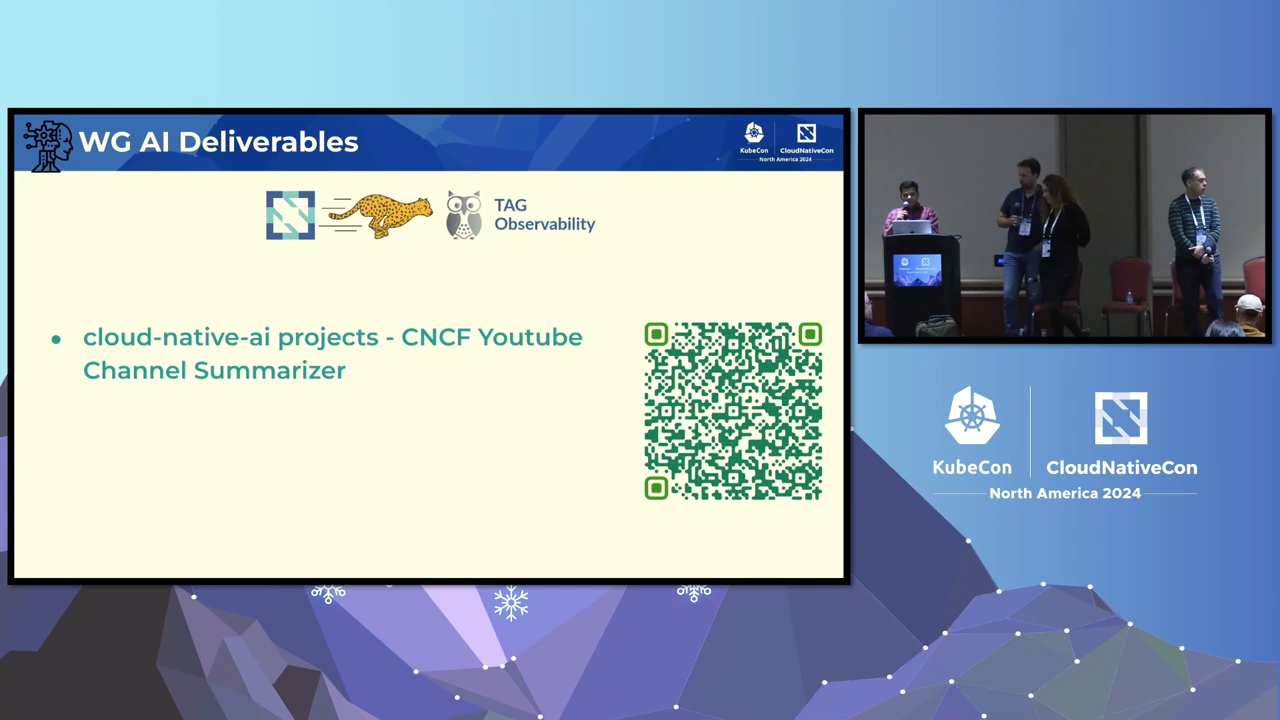 WG AI Deliverables
KubeCon
CloudNativeCon
North America 2024
TAG
Observability
cloud-native-ai projects - CNCF Youtube
Channel Summarizer
KubeCon
CloudNativeCon
North America 2024